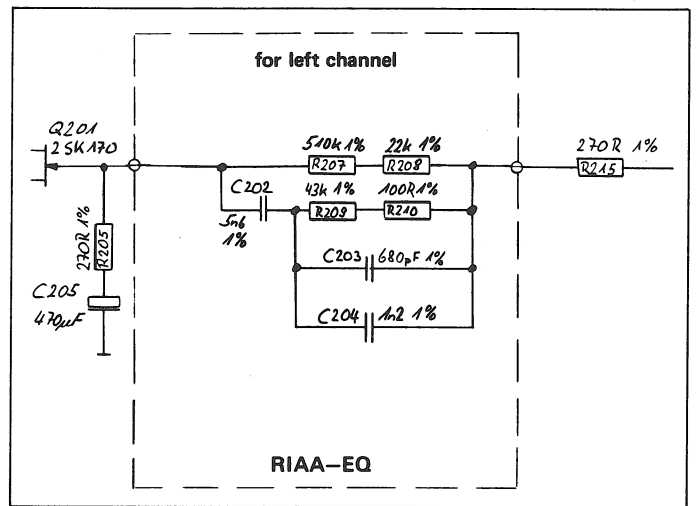 for left channel
Q201
2SK170
510k 1%
22k 1%
270R 1%
R207
R208
R215
C202
43k 1%
100R 1%
R209
R210
5n6
1%
270R 1%
R205
C203
680pF 1%
C205
470µF
C204
1n2 1%
RIAA–EQ